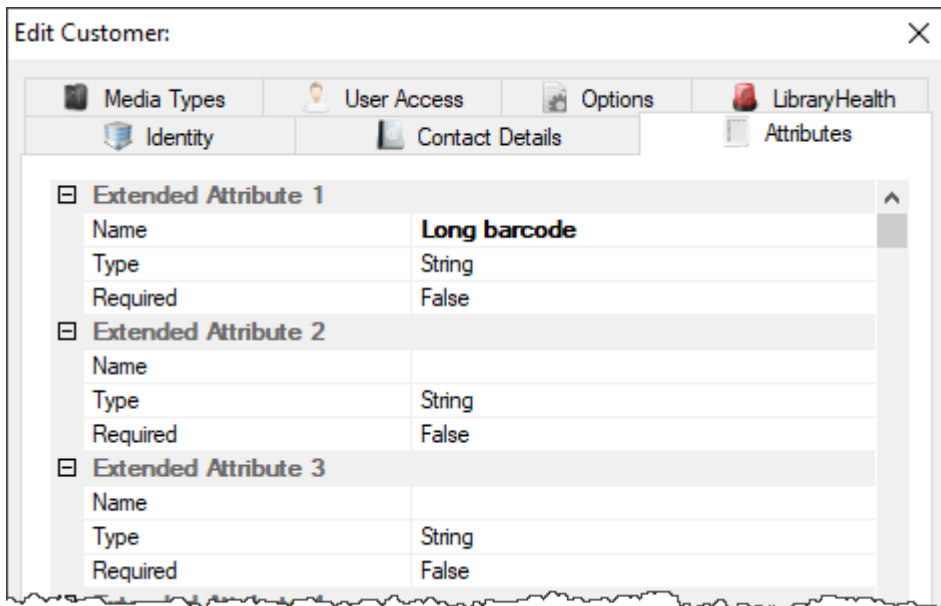 Edit Customer:
Media Types User Access Options LibraryHealth
Identity Contact Details Attributes
Extended Attribute 1
Name Long barcode
Type String
Required False
Extended Attribute 2
Name
Type String
Required False
Extended Attribute 3
Name
Type String
Required False